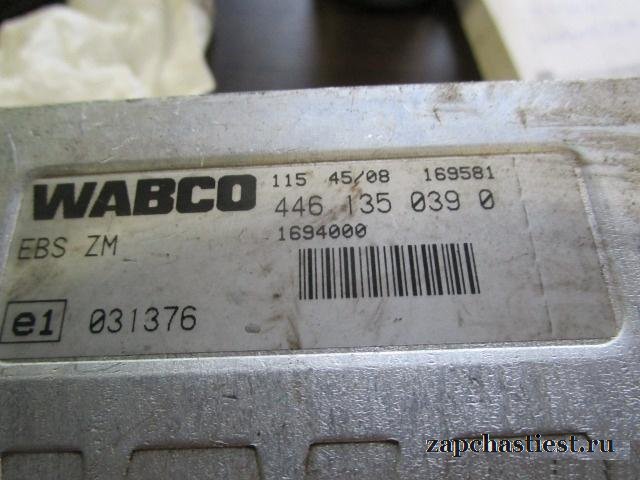 115 45/08 169581
WABCO 446 135 039 0
1694000
EBS ZM
e1 031376
zapchastiest.ru